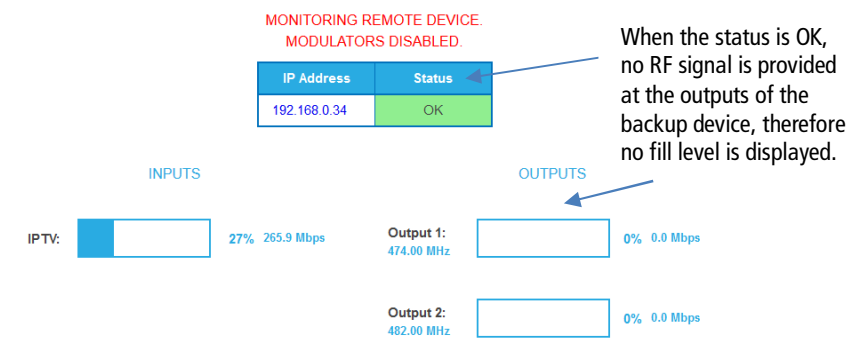 MONITORING REMOTE DEVICE.
MODULATORS DISABLED.
IP Address Status
192.168.0.34 OK
When the status is OK,
no RF signal is provided
at the outputs of the
backup device, therefore
no fill level is displayed.
INPUTS
IPTV: 27% 265.9 Mbps
OUTPUTS
Output 1: 0% 0.0 Mbps
474.00 MHz
Output 2: 0% 0.0 Mbps
482.00 MHz